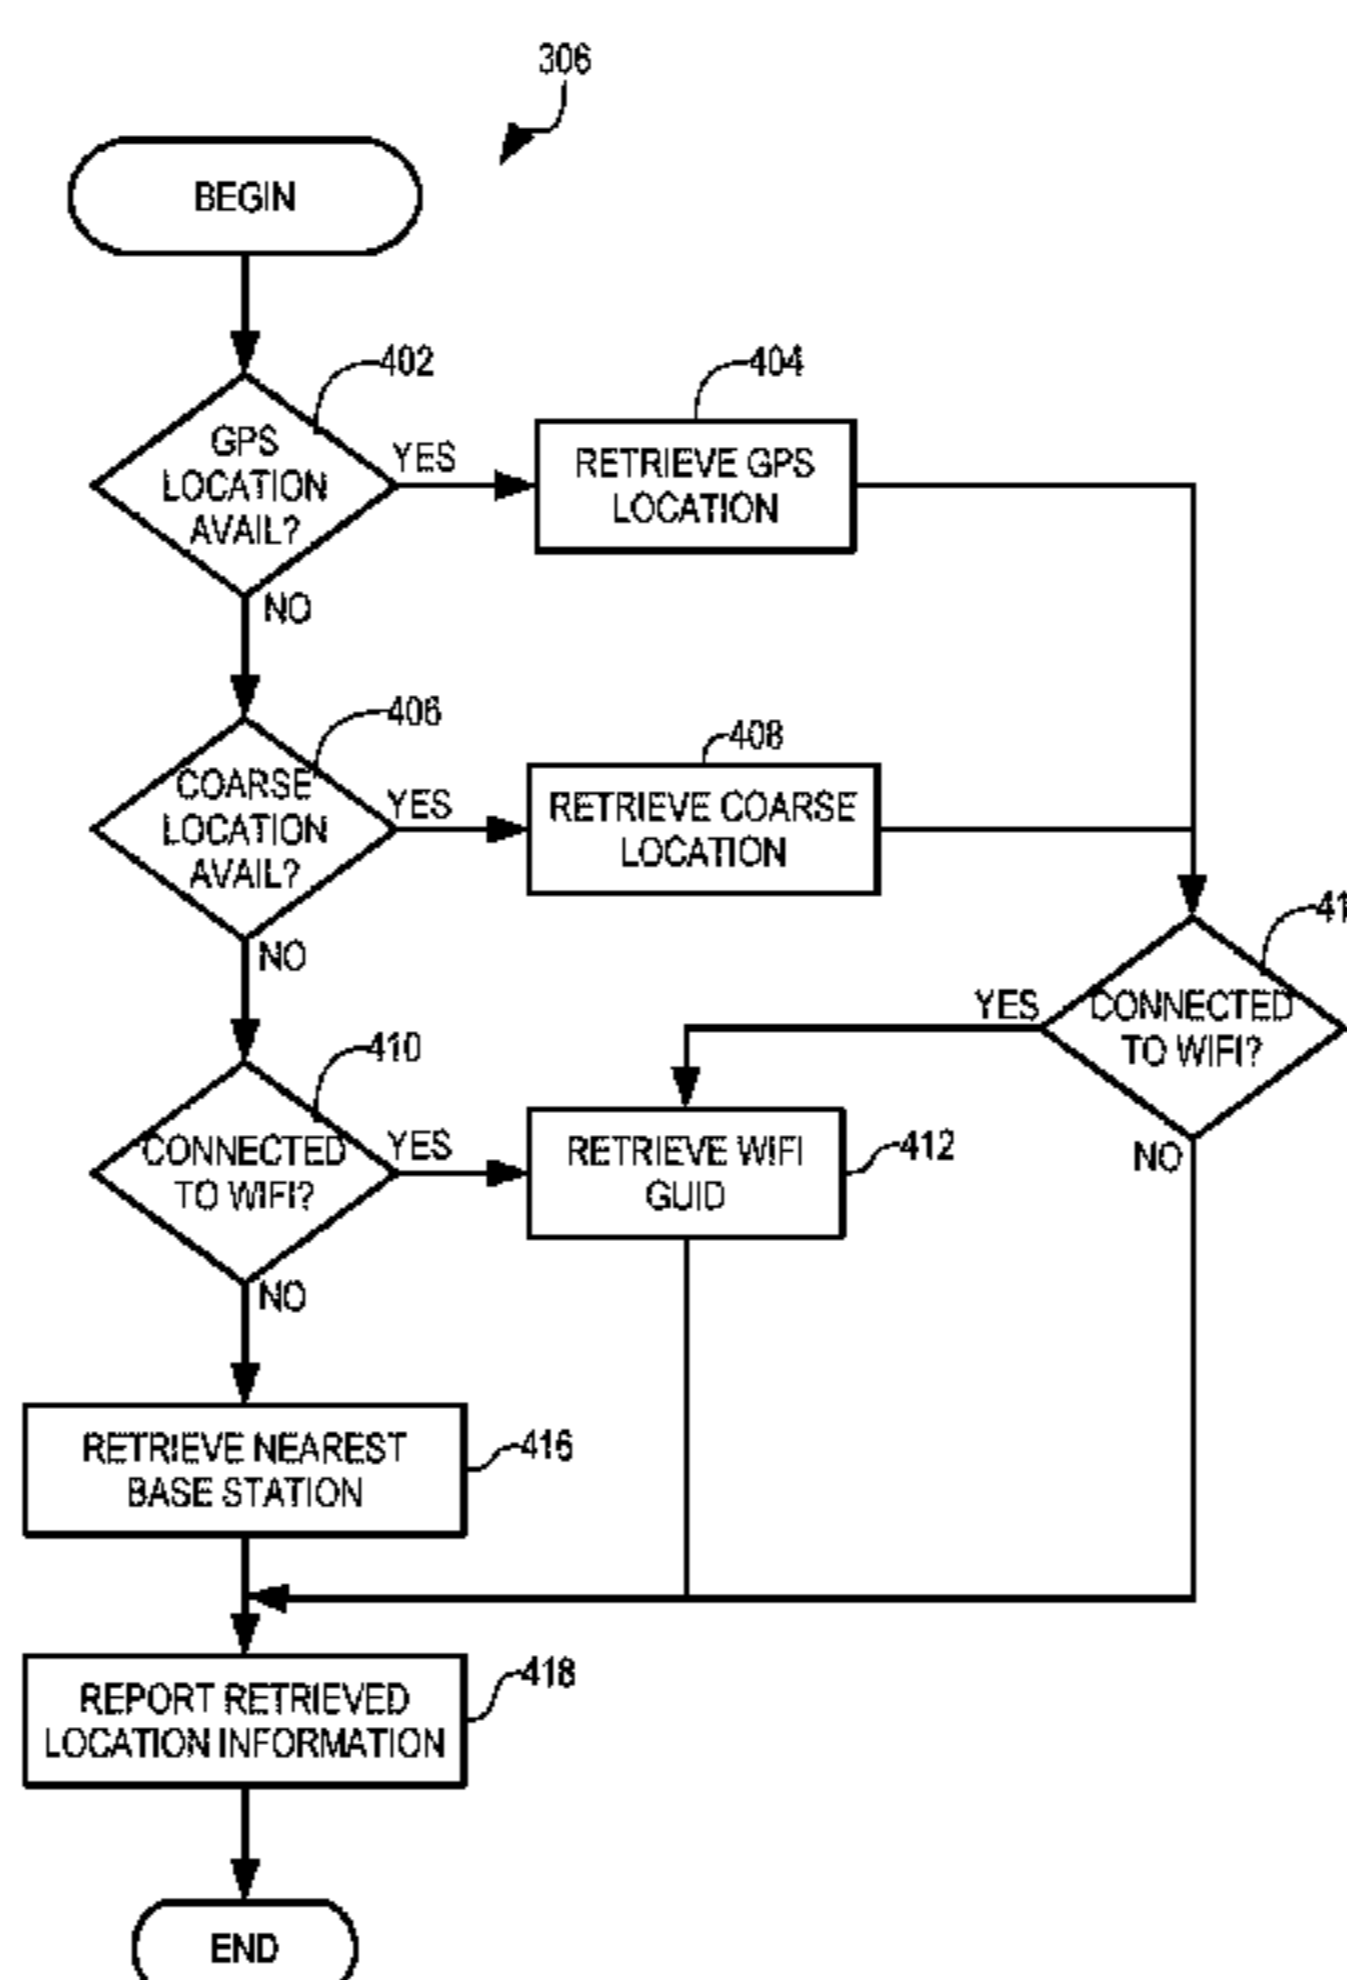 306
BEGIN
402
GPS
LOCATION
AVAIL?
YES
NO
404
RETRIEVE GPS
LOCATION
406
COARSE
LOCATION
AVAIL?
YES
NO
408
RETRIEVE COARSE
LOCATION
41
CONNECTED
TO WIFI?
YES
NO
410
CONNECTED
TO WIFI?
YES
NO
RETRIEVE WIFI
GUID
412
RETRIEVE NEAREST
BASE STATION
416
REPORT RETRIEVED
LOCATION INFORMATION
418
END